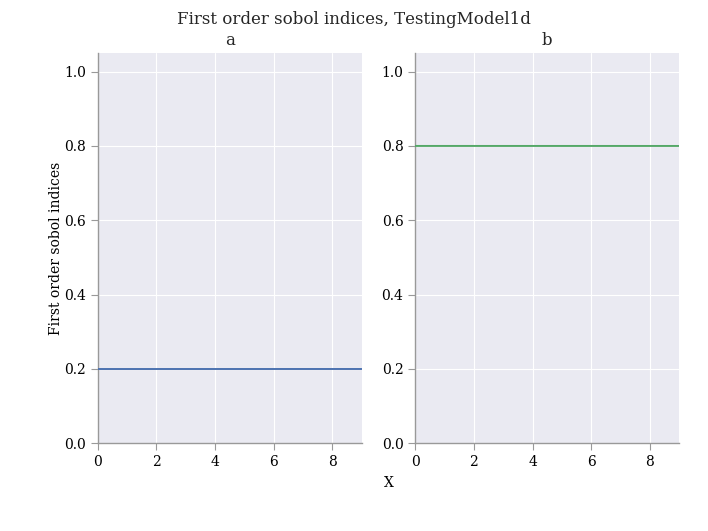 First order sobol indices, TestingModel1d
a
b
First order sobol indices
1.0
0.8
0.6
0.4
0.2
0.0
0 2 4 6 8
1.0
0.8
0.6
0.4
0.2
0.0
0 2 4 6 8
X